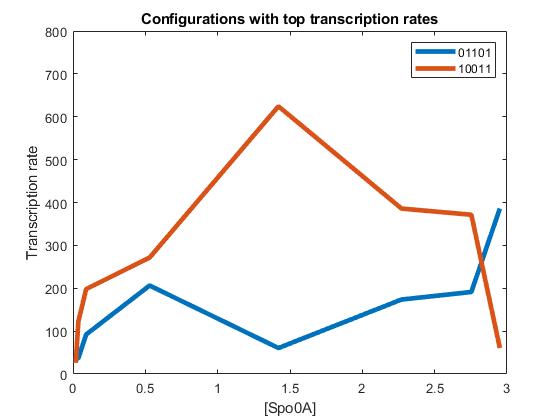 Configurations with top transcription rates
800
700
600
500
400
300
200
100
0
Transcription rate
01101
10011
0 0.5 1 1.5 2 2.5 3
[Spo0A]